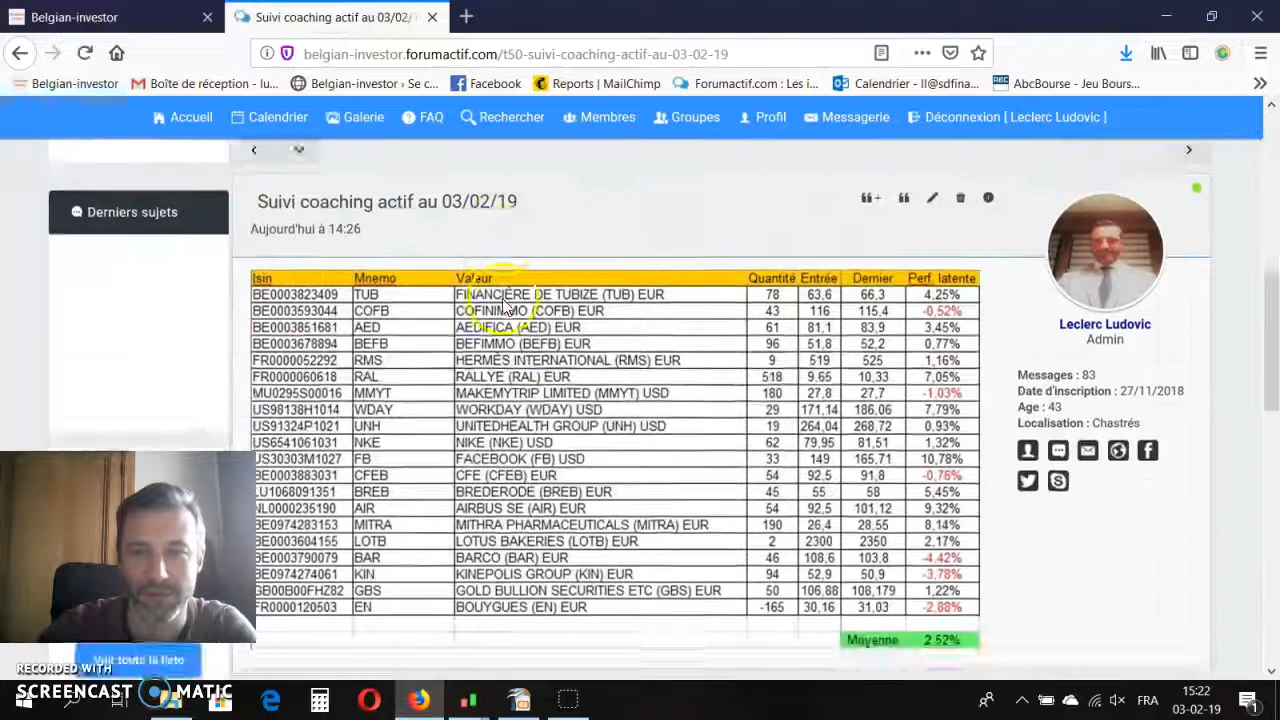 Belgian-investor
Suivi coaching actif au 03/02/
belgian-investor.forumactif.com/t50-suivi-coaching-actif-au-03-02-19
Belgian-investor
Boîte de réception - lu...
Belgian-investor › Se c...
Facebook
Reports | MailChimp
Forumactif.com : Les i...
Calendrier - ll@sdfina...
ABC
AbcBourse - Jeu Bours...
Accueil
Calendrier
Galerie
FAQ
Rechercher
Membres
Groupes
Profil
Messagerie
Déconnexion [ Leclerc Ludovic ]
Derniers sujets
Suivi coaching actif au 03/02/19
Aujourd'hui à 14:26
Isin Mnemo Valeur Quantité Entrée Dernier Perf. latente
BE0003823409 TUB FINANCIÈRE DE TUBIZE (TUB) EUR 78 63,6 66,3 4,25%
BE0003593044 COFB COFINIMMO (COFB) EUR 43 116 115,4 -0,52%
BE0003851681 AED AEDIFICA (AED) EUR 61 81,1 83,9 3,45%
BE0003678894 BEFB BEFIMMO (BEFB) EUR 96 51,8 52,2 0,77%
FR0000052292 RMS HERMÈS INTERNATIONAL (RMS) EUR 9 519 525 1,16%
FR0000060618 RAL RALLYE (RAL) EUR 518 9,65 10,33 7,05%
MU0295S00016 MMYT MAKEMYTRIP LIMITED (MMYT) USD 180 27,8 27,7 -1,03%
US98138H1014 WDAY WORKDAY (WDAY) USD 29 171,14 186,06 7,79%
US91324P1021 UNH UNITEDHEALTH GROUP (UNH) USD 19 264,04 268,72 0,93%
US6541061031 NKE NIKE (NKE) USD 62 79,95 81,51 1,32%
US30303M1027 FB FACEBOOK (FB) USD 33 149 165,71 10,78%
BE0003883031 CFEB CFE (CFEB) EUR 54 92,5 91,8 -0,76%
LU1068091351 BREB BREDERODE (BREB) EUR 45 55 58 5,45%
NL0000235190 AIR AIRBUS SE (AIR) EUR 54 92,5 101,12 9,32%
BE0974283153 MITRA MITHRA PHARMACEUTICALS (MITRA) EUR 190 26,4 28,55 8,14%
BE0003604155 LOTB LOTUS BAKERIES (LOTB) EUR 2 2300 2350 2,17%
BE0003790079 BAR BARCO (BAR) EUR 46 108,6 103,8 -4,42%
BE0974274061 KIN KINEPOLIS GROUP (KIN) EUR 94 52,9 50,9 -3,78%
GB00B00FHZ82 GBS GOLD BULLION SECURITIES ETC (GBS) EUR 50 106,88 108,179 1,22%
FR0000120503 EN BOUYGUES (EN) EUR -165 30,16 31,03 -2,88%
Moyenne 2,52%
Leclerc Ludovic
Admin
Messages : 83
Date d'inscription : 27/11/2018
Age : 43
Localisation : Chastrés
Voir toute la liste
RECORDED WITH
SCREENCAST MATIC
FRA
15:22
03-02-19
1